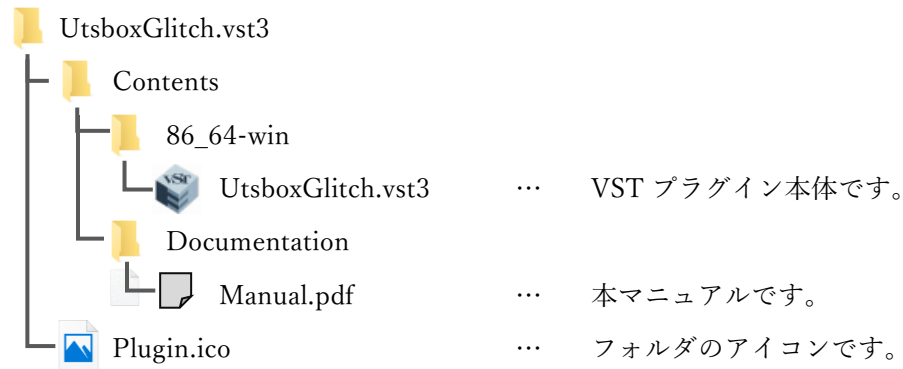 UtsboxGlitch.vst3
Contents
86_64-win
UtsboxGlitch.vst3 … VST プラグイン本体です。
Documentation
Manual.pdf … 本マニュアルです。
Plugin.ico … フォルダのアイコンです。